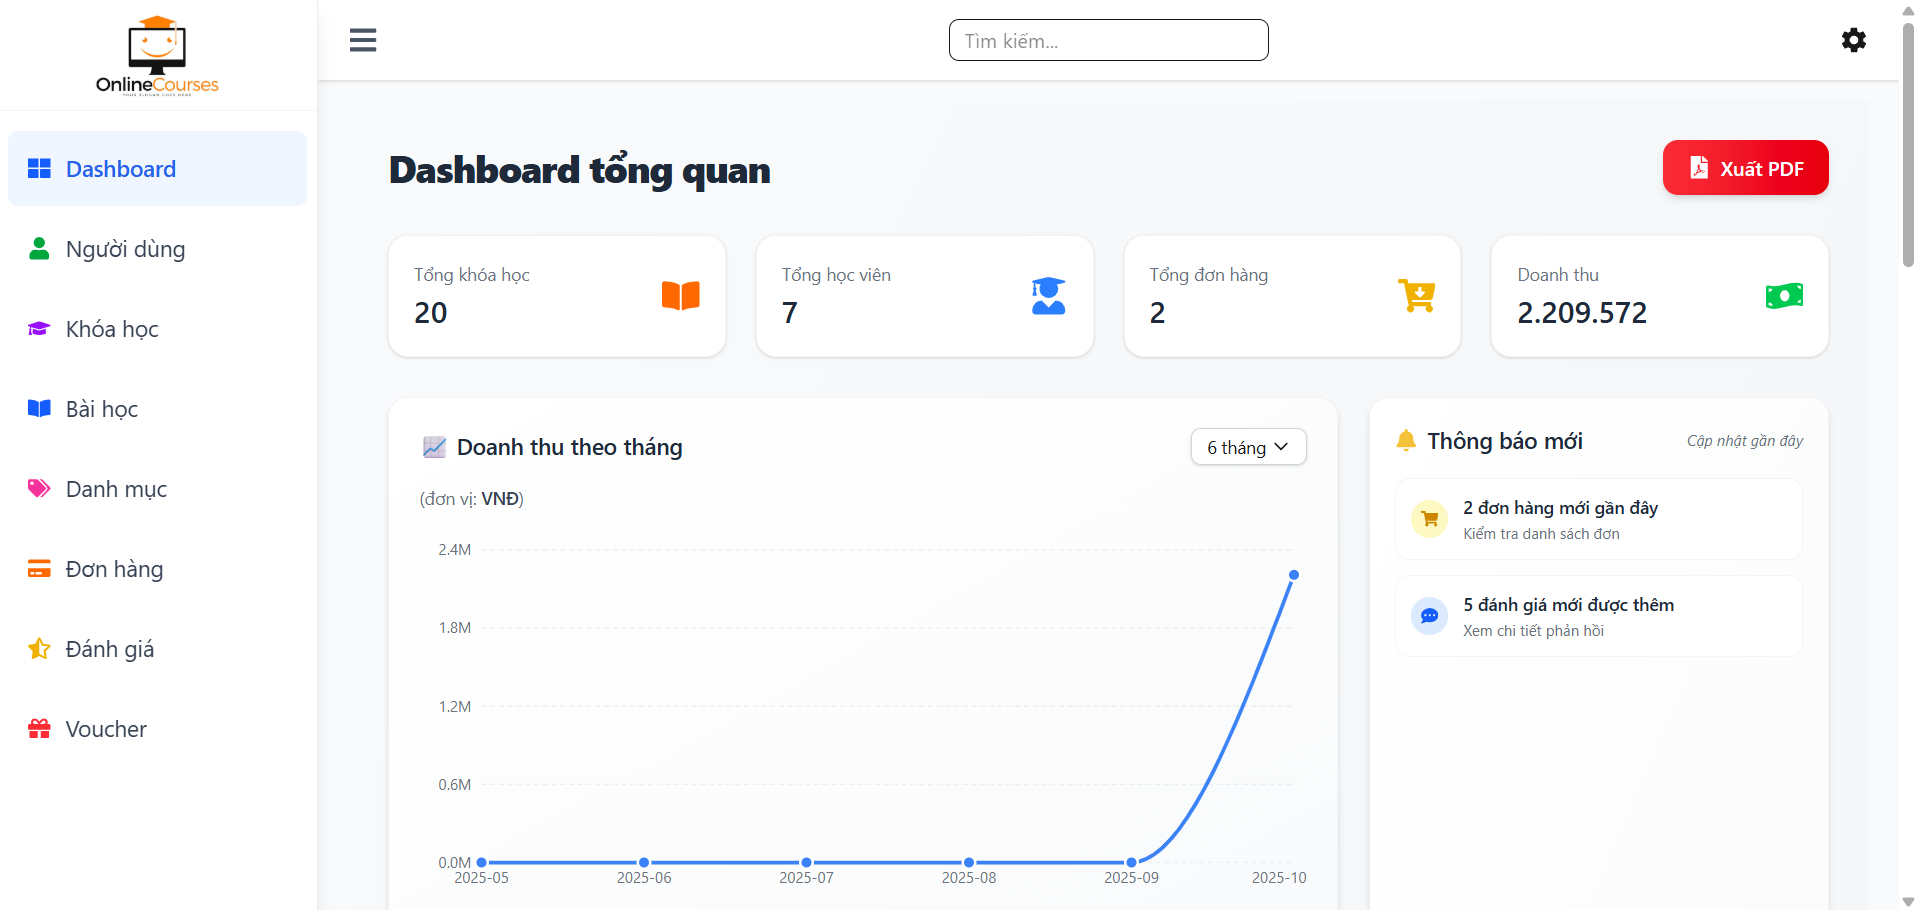 OnlineCourses
YOUR SLOGAN GOES HERE
Dashboard
Người dùng
Khóa học
Bài học
Danh mục
Đơn hàng
Đánh giá
Voucher
Tìm kiếm...
Dashboard tổng quan
Xuất PDF
Tổng khóa học
20
Tổng học viên
7
Tổng đơn hàng
2
Doanh thu
2.209.572
Doanh thu theo tháng
6 tháng
(đơn vị: VNĐ)
2.4M
1.8M
1.2M
0.6M
0.0M
2025-05 2025-06 2025-07 2025-08 2025-09 2025-10
Thông báo mới
Cập nhật gần đây
2 đơn hàng mới gần đây
Kiểm tra danh sách đơn
5 đánh giá mới được thêm
Xem chi tiết phản hồi